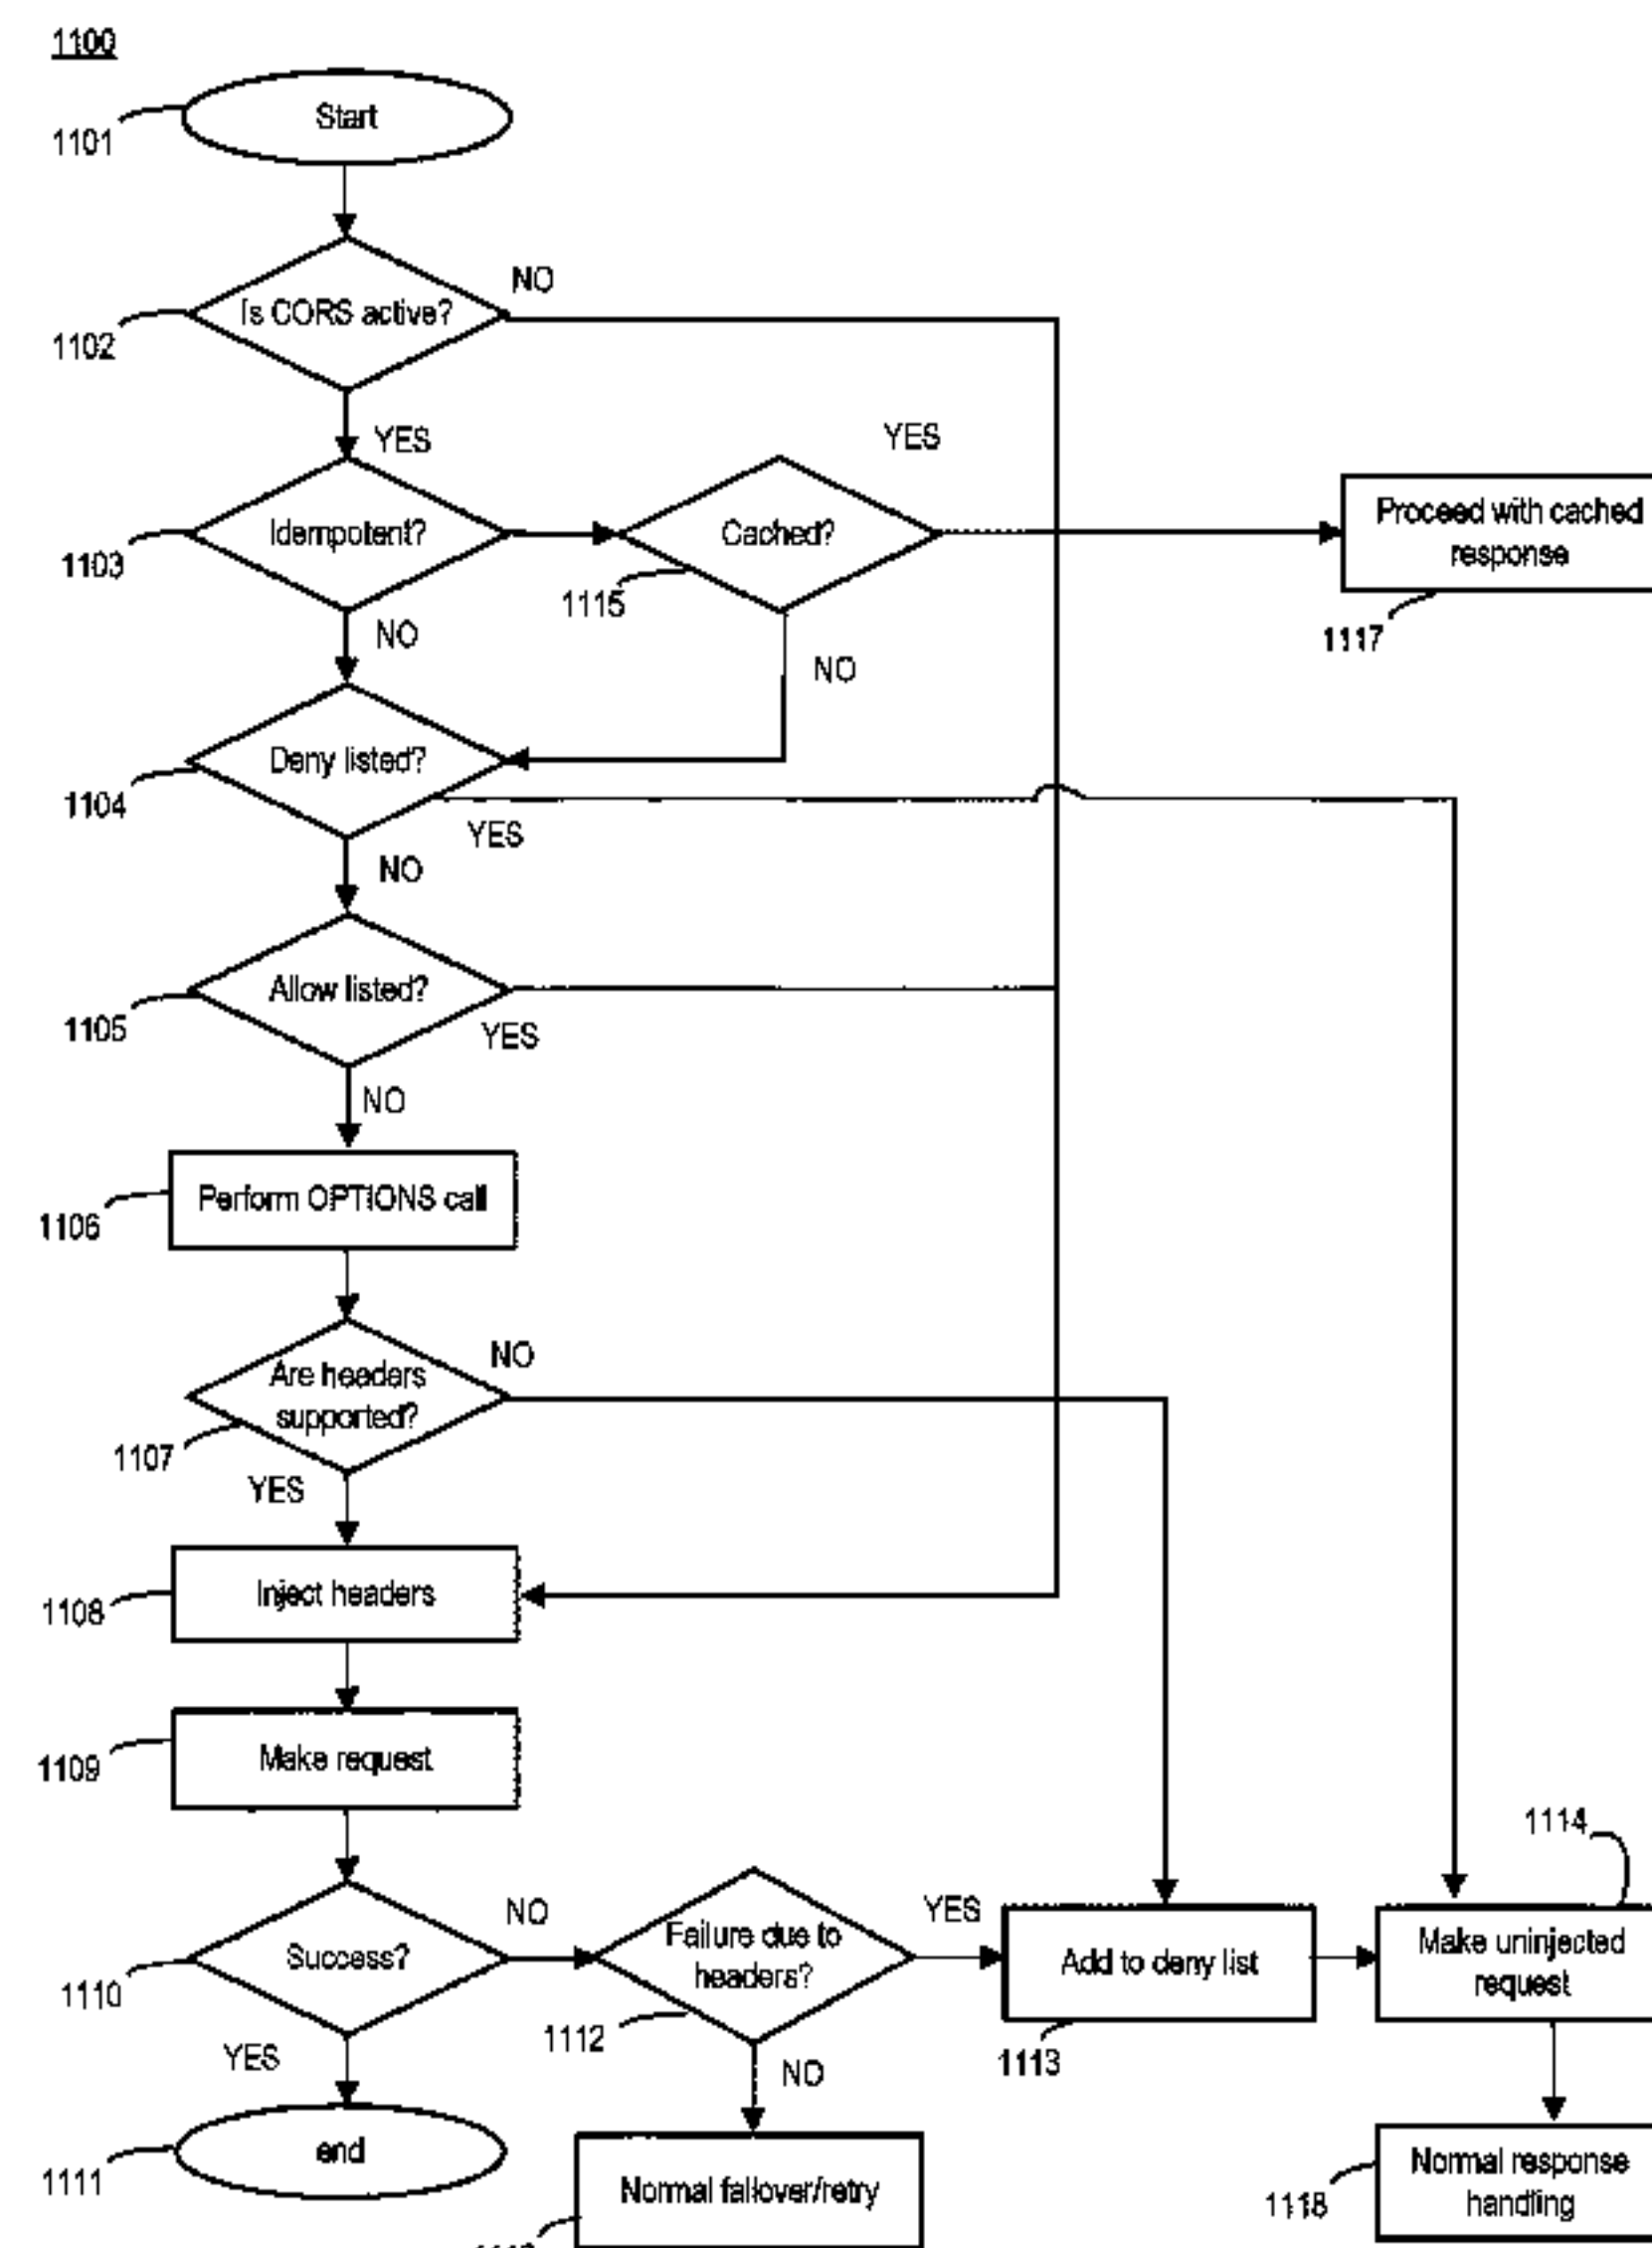 1100
Start
1101
Is CORS active?
NO
1102
YES
YES
Idempotent?
Cached?
Proceed with cached
response
1103
1115
1117
NO
NO
Deny listed?
1104
YES
NO
Allow listed?
1105
YES
NO
Perform OPTIONS call
1106
Are headers
supported?
NO
1107
YES
Inject headers
1108
Make request
1109
1114
Success?
NO
Failure due to
headers?
YES
Add to deny list
Make uninjected
request
1110
1112
1113
YES
NO
end
1111
Normal failover/retry
Normal response
handling
1118